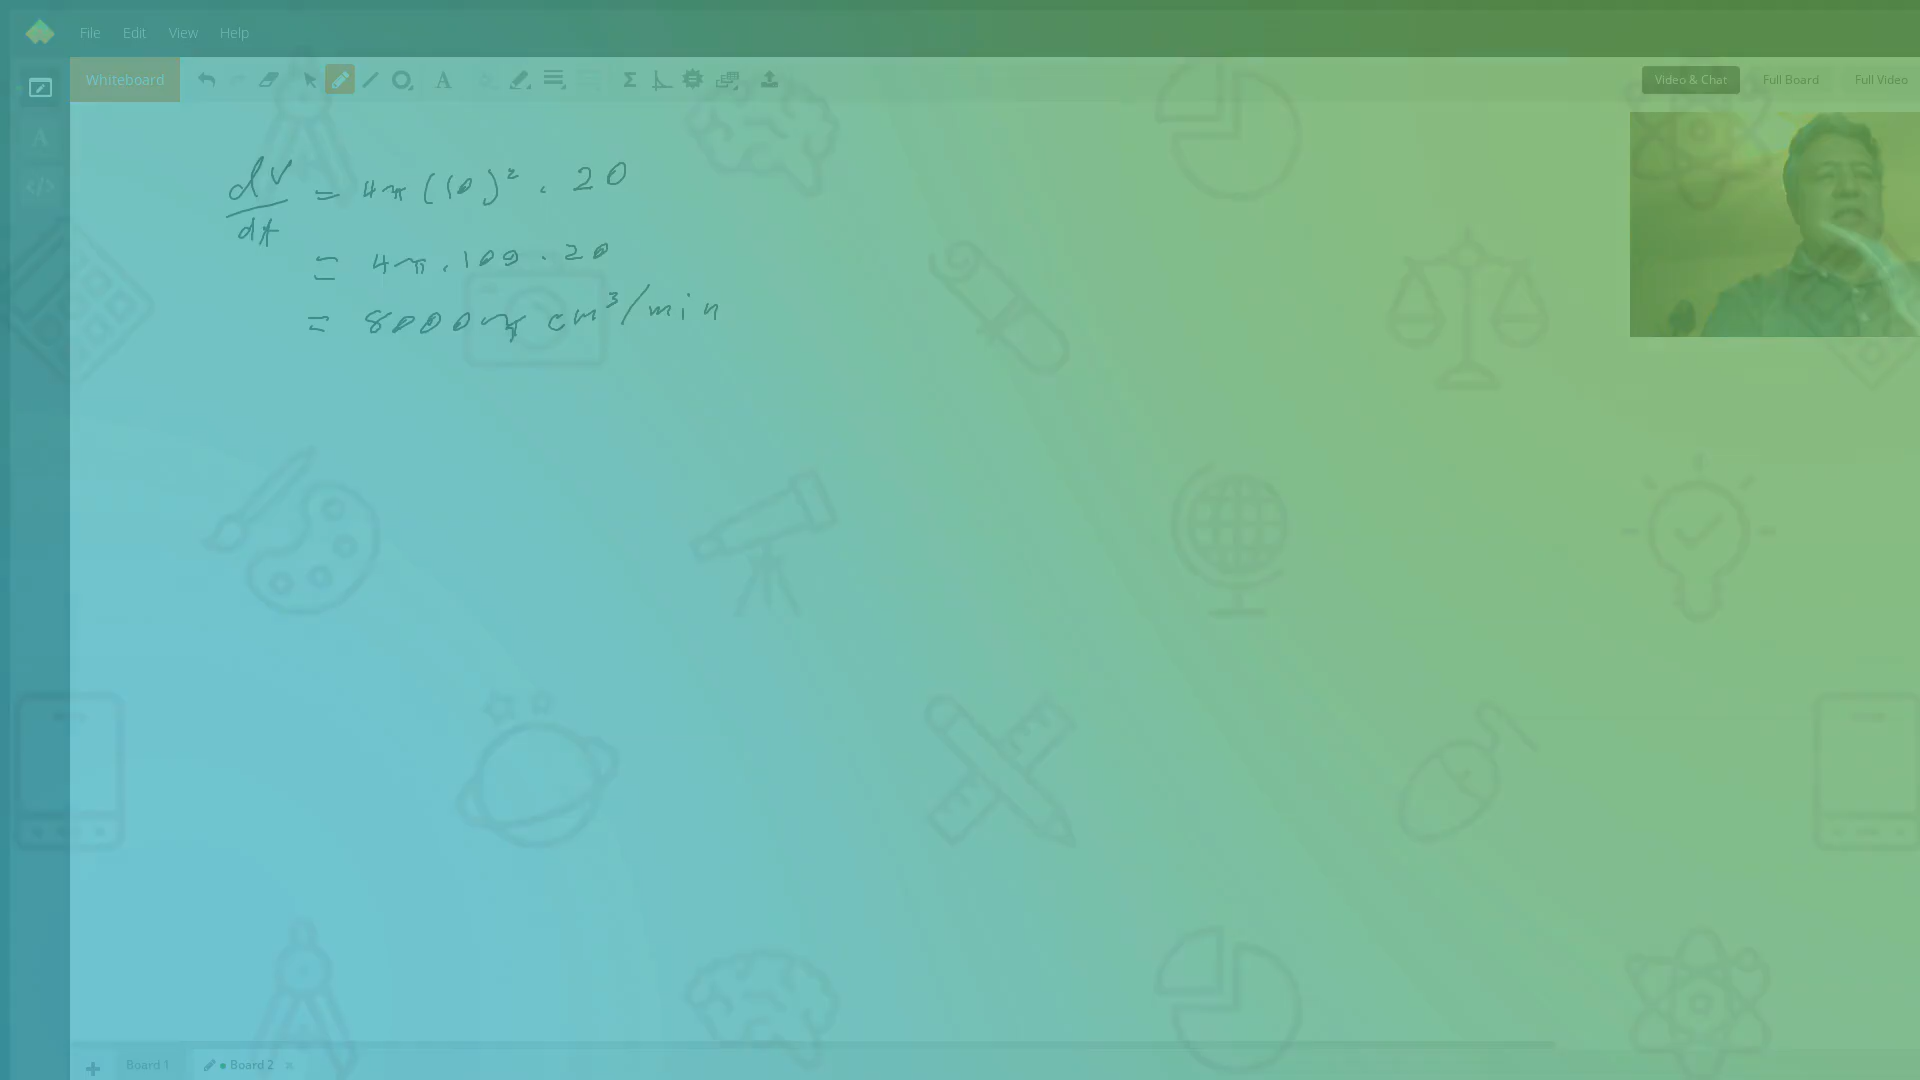 File Edit View Help
Whiteboard A Σ Video & Chat Full Board Full Video
A
</>
dV/dt = 4π(10)² · 20
= 4π · 100 · 20
= 8000π cm³/min
+ Board 1 Board 2 ×